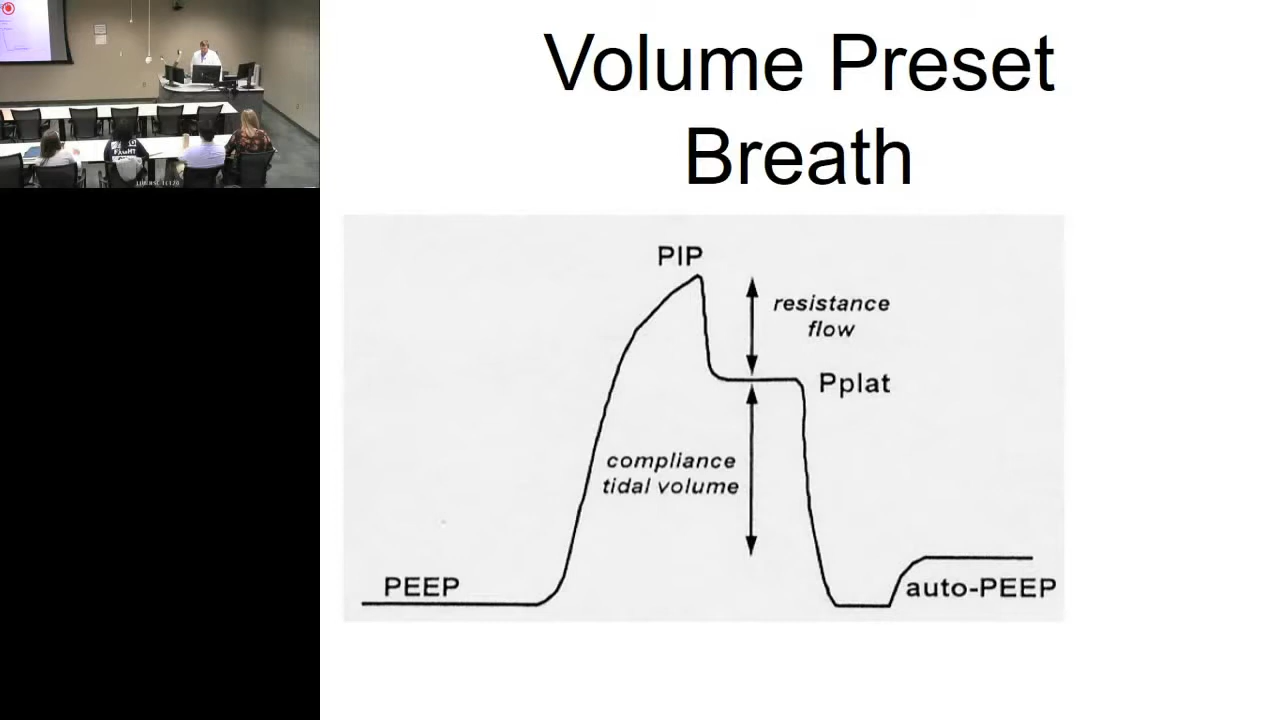 Volume Preset
Breath
PIP
resistance
flow
Pplat
compliance
tidal volume
PEEP
auto-PEEP